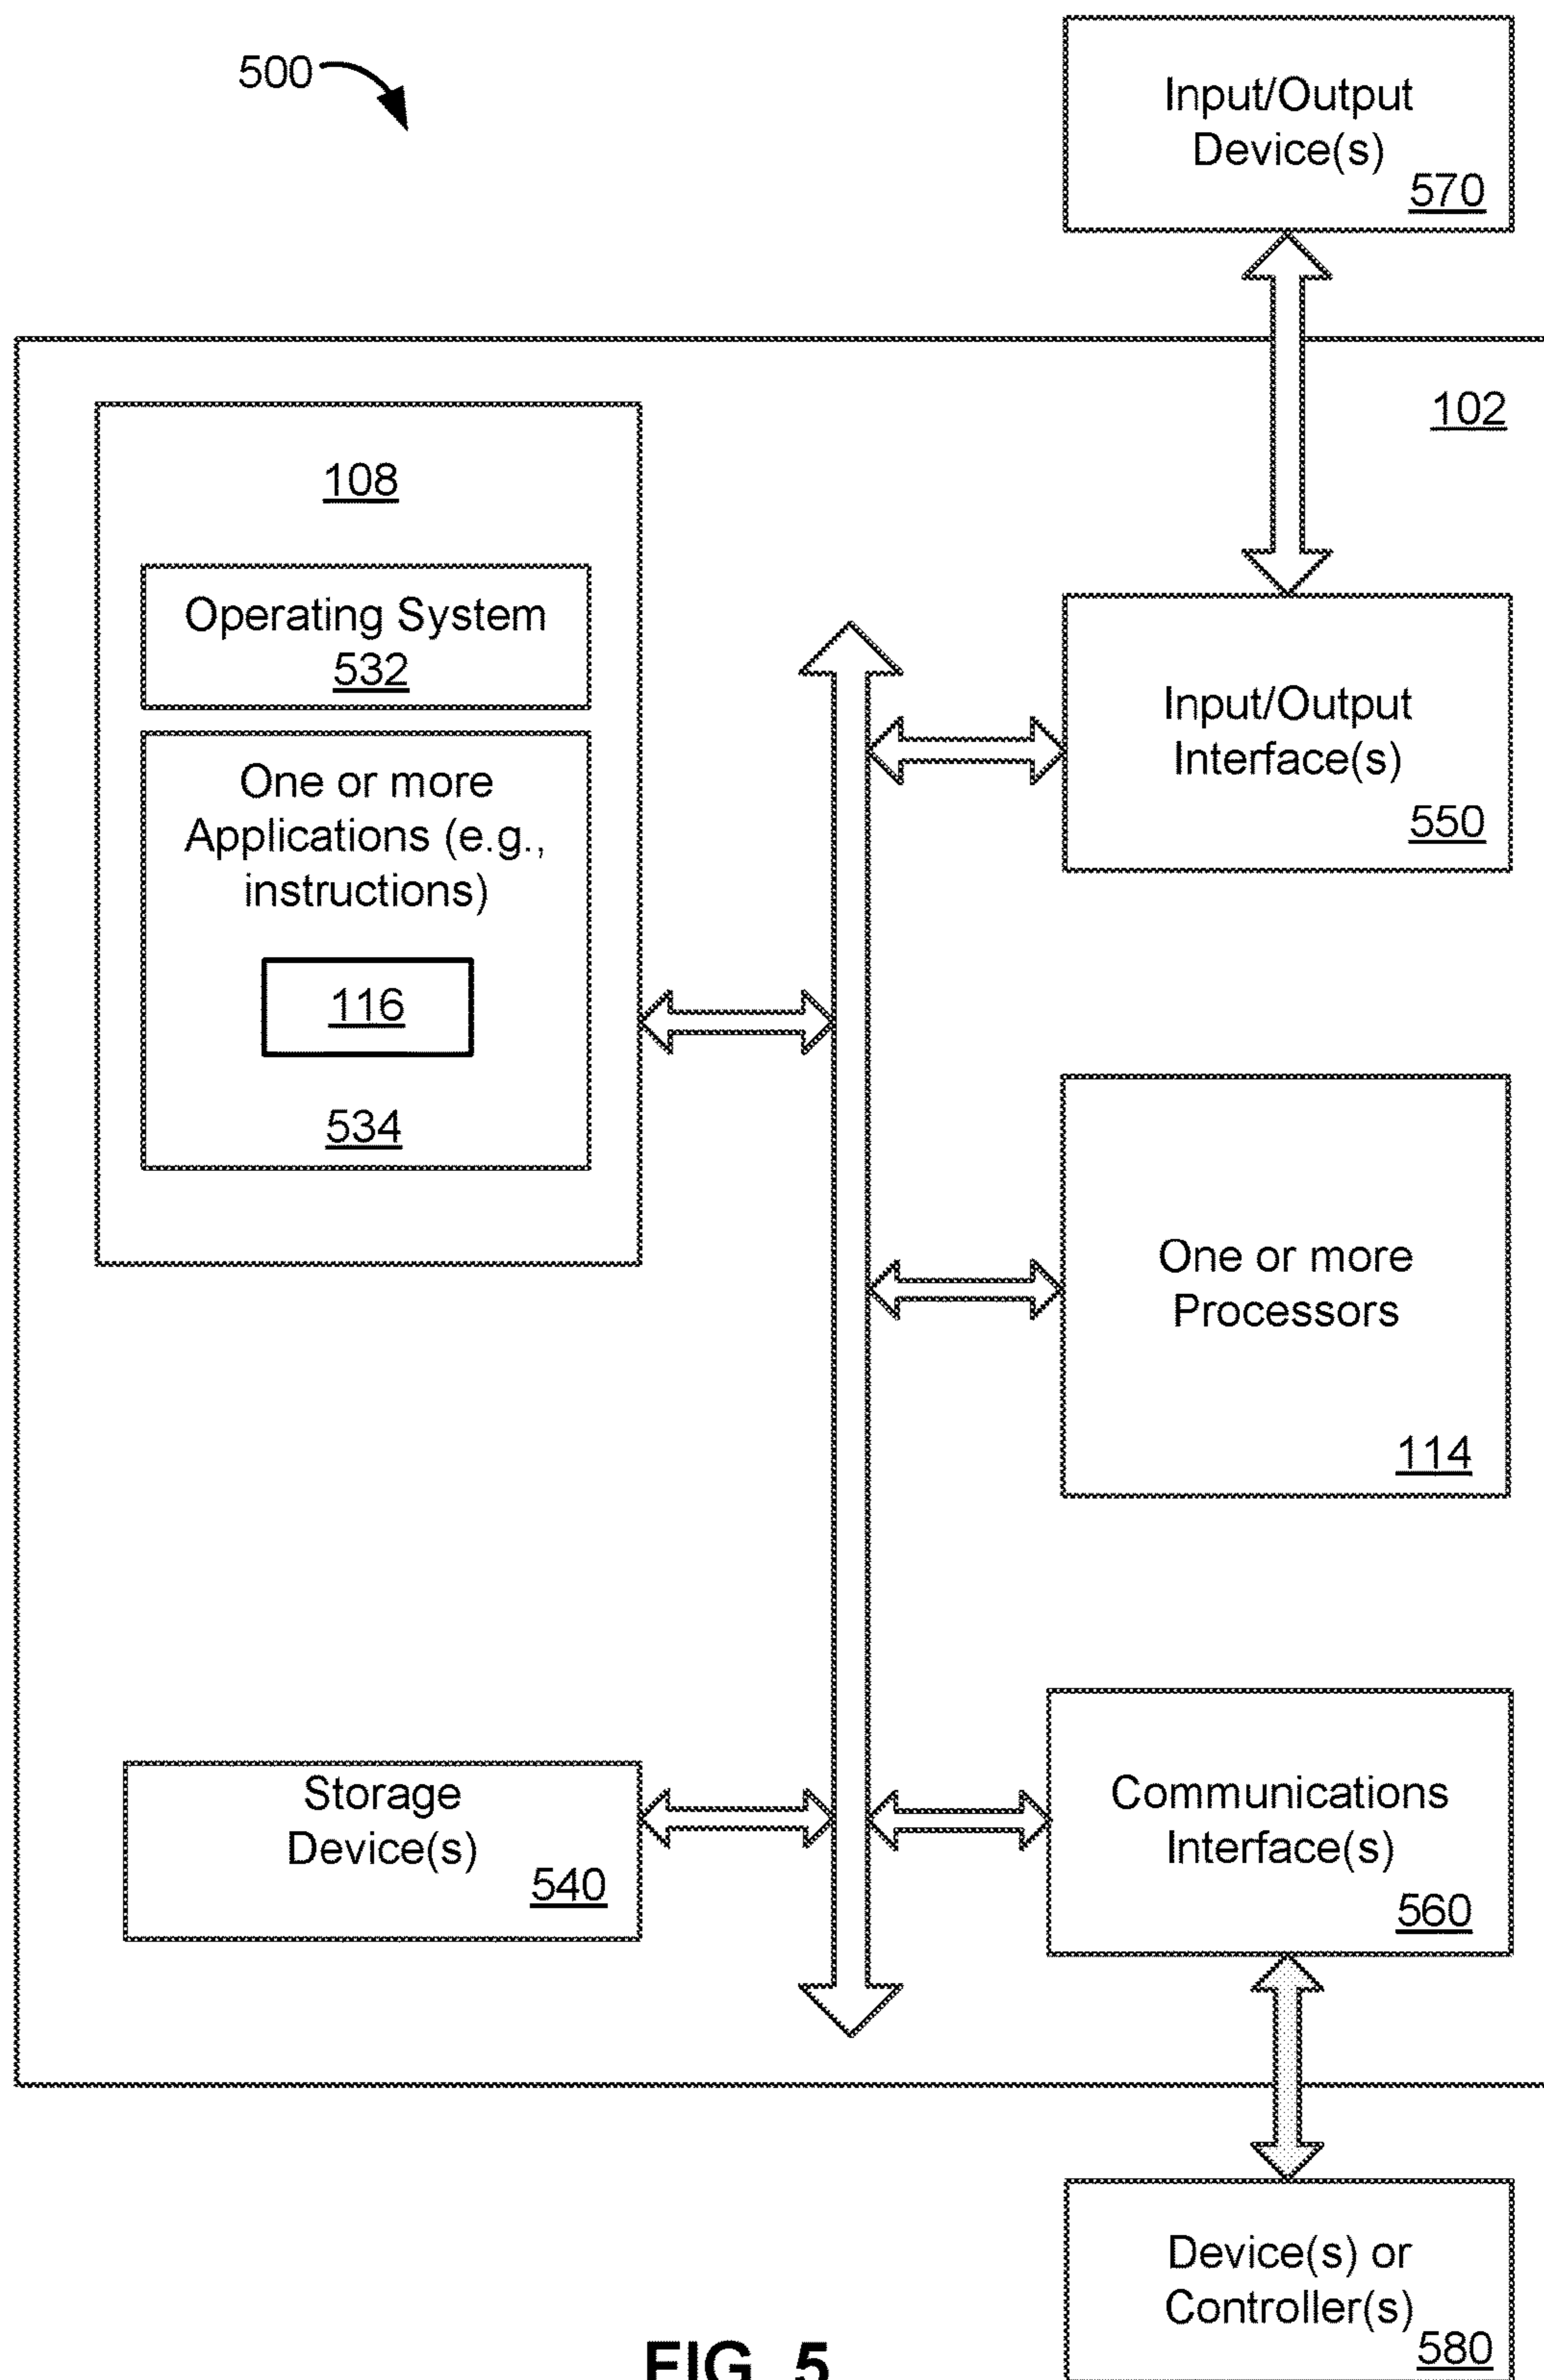 500
Input/Output
Device(s)
570
102
108
Operating System
532
One or more
Applications (e.g.,
instructions)
116
534
Input/Output
Interface(s)
550
One or more
Processors
114
Storage
Device(s)
540
Communications
Interface(s)
560
Device(s) or
Controller(s)
580
FIG. 5